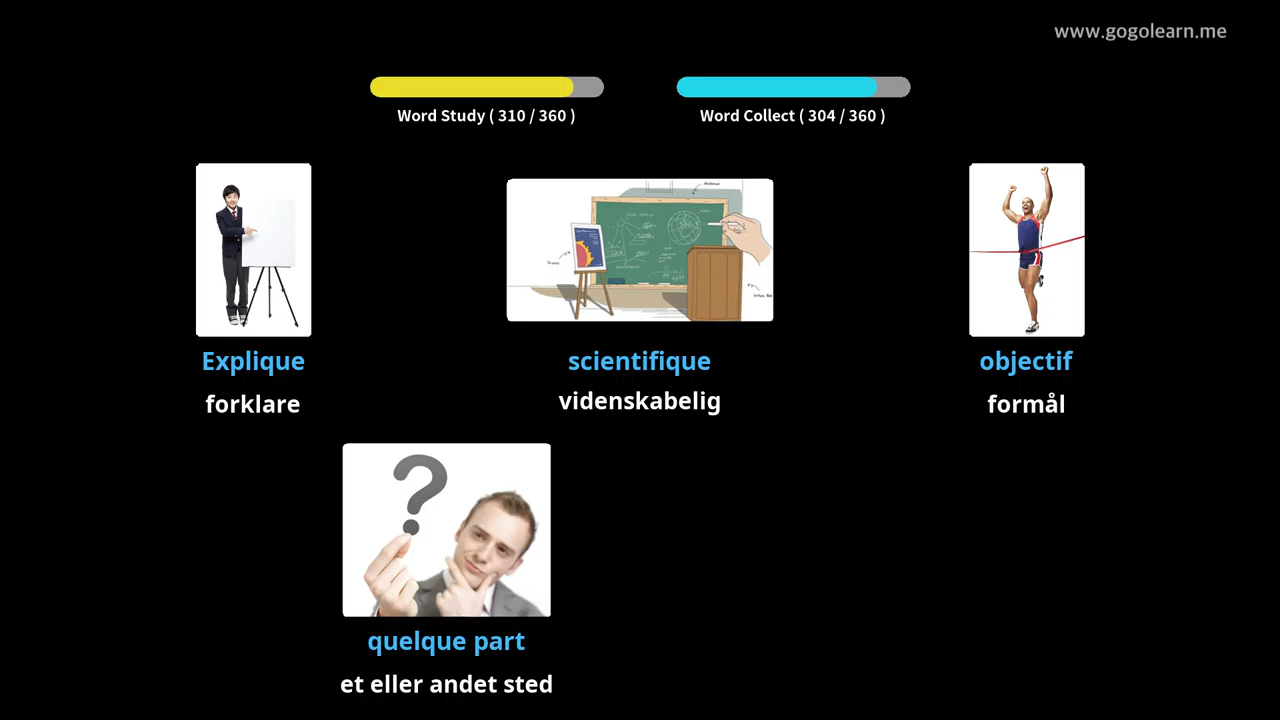 www.gogolearn.me
Word Study ( 310 / 360 )
Word Collect ( 304 / 360 )
Explique
scientifique
objectif
forklare
videnskabelig
formål
?
quelque part
et eller andet sted